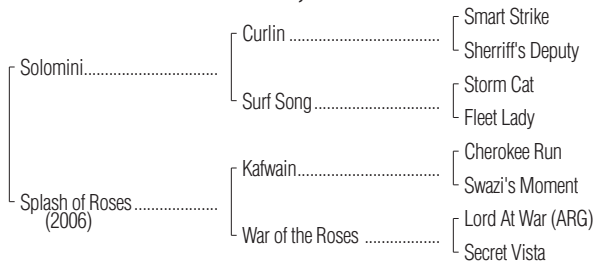 Smart Strike
Curlin
Sherriff's Deputy
Solomini
Storm Cat
Surf Song
Fleet Lady
Cherokee Run
Kafwain
Swazi's Moment
Splash of Roses
(2006)
Lord At War (ARG)
War of the Roses
Secret Vista